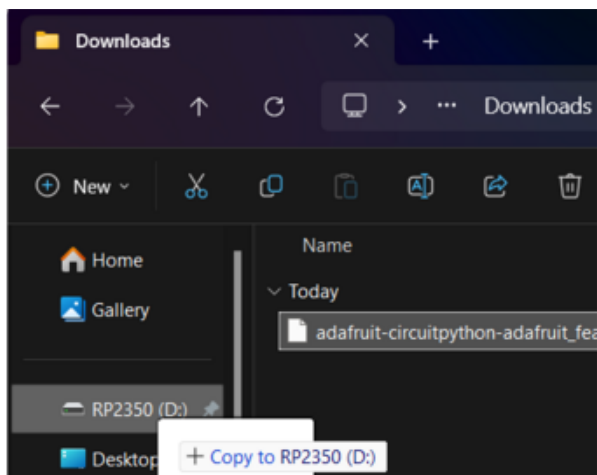 Downloads
Downloads
New
Name
Home
Today
Gallery
adafruit-circuitpython-adafruit_fea
RP2350 (D:)
Desktop
Copy to RP2350 (D:)